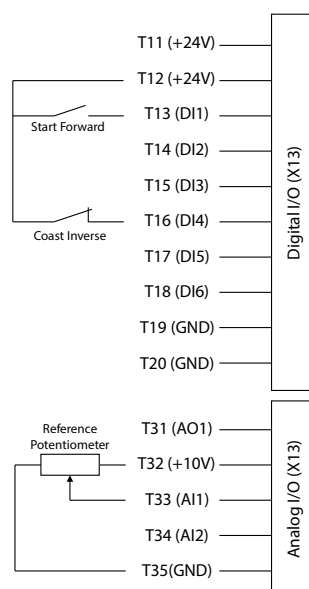 T11 (+24V)
T12 (+24V)
T13 (DI1)
Start Forward
T14 (DI2)
T15 (DI3)
T16 (DI4)
Coast Inverse
T17 (DI5)
T18 (DI6)
T19 (GND)
T20 (GND)
Digital I/O (X13)
Reference
Potentiometer
T31 (AO1)
T32 (+10V)
T33 (AI1)
T34 (AI2)
T35(GND)
Analog I/O (X13)